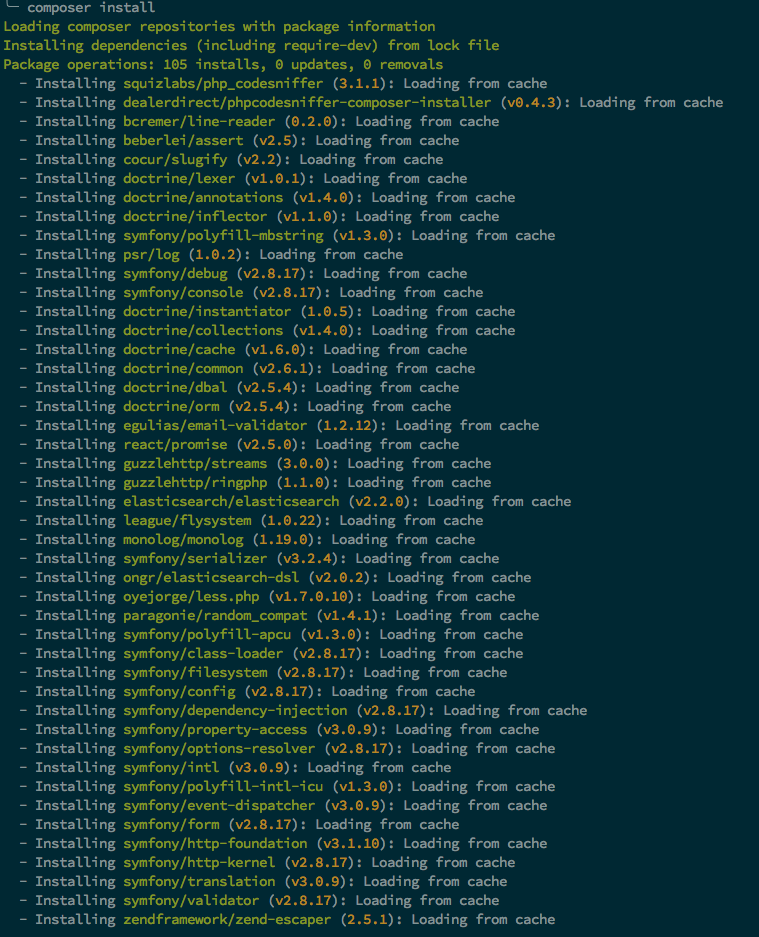 composer install
Loading composer repositories with package information
Installing dependencies (including require-dev) from lock file
Package operations: 105 installs, 0 updates, 0 removals
- Installing squizlabs/php_codesniffer (3.1.1): Loading from cache
- Installing dealerdirect/phpcodesniffer-composer-installer (v0.4.3): Loading from cache
- Installing bcremer/line-reader (0.2.0): Loading from cache
- Installing beberlei/assert (v2.5): Loading from cache
- Installing cocur/slugify (v2.2): Loading from cache
- Installing doctrine/lexer (v1.0.1): Loading from cache
- Installing doctrine/annotations (v1.4.0): Loading from cache
- Installing doctrine/inflector (v1.1.0): Loading from cache
- Installing symfony/polyfill-mbstring (v1.3.0): Loading from cache
- Installing psr/log (1.0.2): Loading from cache
- Installing symfony/debug (v2.8.17): Loading from cache
- Installing symfony/console (v2.8.17): Loading from cache
- Installing doctrine/instantiator (1.0.5): Loading from cache
- Installing doctrine/collections (v1.4.0): Loading from cache
- Installing doctrine/cache (v1.6.0): Loading from cache
- Installing doctrine/common (v2.6.1): Loading from cache
- Installing doctrine/dbal (v2.5.4): Loading from cache
- Installing doctrine/orm (v2.5.4): Loading from cache
- Installing egulias/email-validator (1.2.12): Loading from cache
- Installing react/promise (v2.5.0): Loading from cache
- Installing guzzlehttp/streams (3.0.0): Loading from cache
- Installing guzzlehttp/ringphp (1.1.0): Loading from cache
- Installing elasticsearch/elasticsearch (v2.2.0): Loading from cache
- Installing league/flysystem (1.0.22): Loading from cache
- Installing monolog/monolog (1.19.0): Loading from cache
- Installing symfony/serializer (v3.2.4): Loading from cache
- Installing ongr/elasticsearch-dsl (v2.0.2): Loading from cache
- Installing oyejorge/less.php (v1.7.0.10): Loading from cache
- Installing paragonie/random_compat (v1.4.1): Loading from cache
- Installing symfony/polyfill-apcu (v1.3.0): Loading from cache
- Installing symfony/class-loader (v2.8.17): Loading from cache
- Installing symfony/filesystem (v2.8.17): Loading from cache
- Installing symfony/config (v2.8.17): Loading from cache
- Installing symfony/dependency-injection (v2.8.17): Loading from cache
- Installing symfony/property-access (v3.0.9): Loading from cache
- Installing symfony/options-resolver (v2.8.17): Loading from cache
- Installing symfony/intl (v3.0.9): Loading from cache
- Installing symfony/polyfill-intl-icu (v1.3.0): Loading from cache
- Installing symfony/event-dispatcher (v3.0.9): Loading from cache
- Installing symfony/form (v2.8.17): Loading from cache
- Installing symfony/http-foundation (v3.1.10): Loading from cache
- Installing symfony/http-kernel (v2.8.17): Loading from cache
- Installing symfony/translation (v3.0.9): Loading from cache
- Installing symfony/validator (v2.8.17): Loading from cache
- Installing zendframework/zend-escaper (2.5.1): Loading from cache